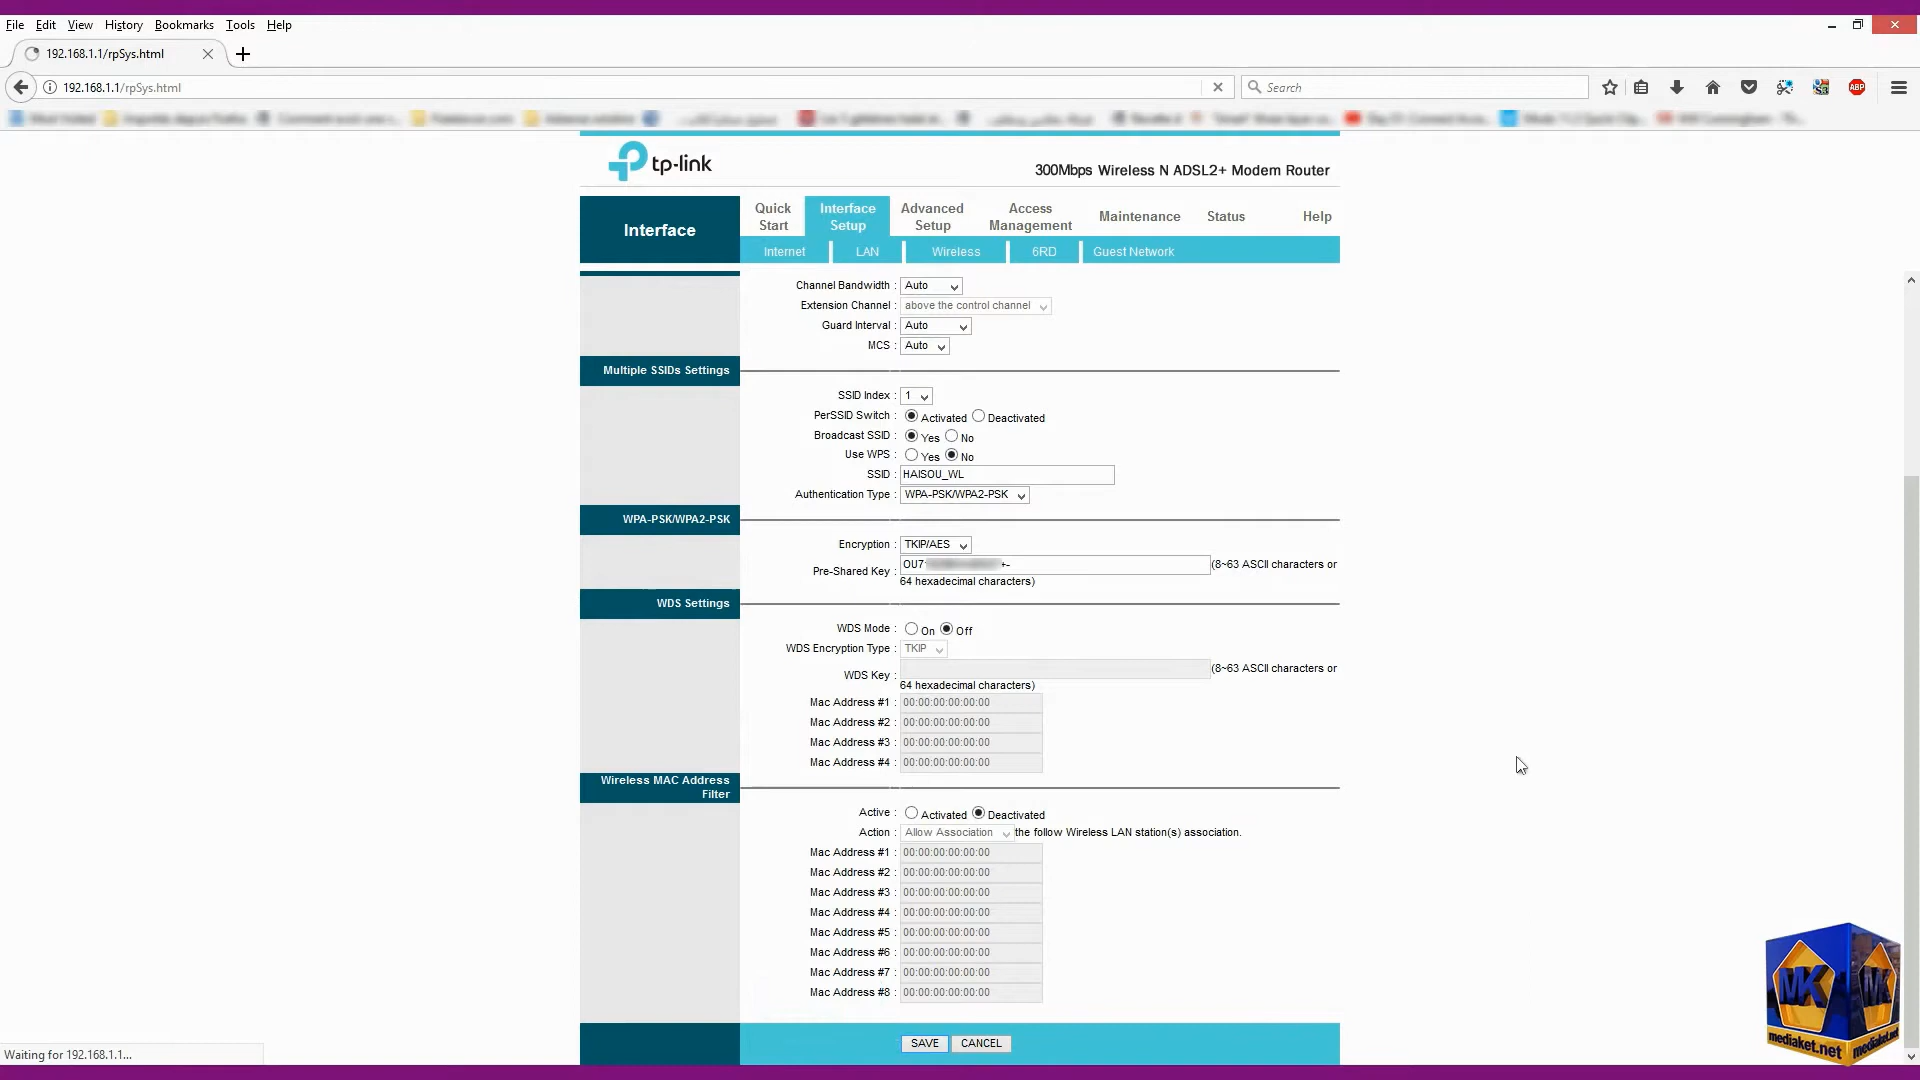 File Edit View History Bookmarks Tools Help
192.168.1.1/rpSys.html
192.168.1.1/rpSys.html
Search
ABP
tp-link
300Mbps Wireless N ADSL2+ Modem Router
Interface
Quick Start
Interface Setup
Advanced Setup
Access Management
Maintenance
Status
Help
Internet LAN Wireless 6RD Guest Network
Channel Bandwidth : Auto
Extension Channel : above the control channel
Guard Interval : Auto
MCS : Auto
Multiple SSIDs Settings
SSID Index : 1
PerSSID Switch : Activated Deactivated
Broadcast SSID : Yes No
Use WPS : Yes No
SSID : HAISOU_WL
Authentication Type : WPA-PSK/WPA2-PSK
WPA-PSK/WPA2-PSK
Encryption : TKIP/AES
Pre-Shared Key : OU7 +- (8~63 ASCII characters or
64 hexadecimal characters)
WDS Settings
WDS Mode : On Off
WDS Encryption Type : TKIP
WDS Key : (8~63 ASCII characters or
64 hexadecimal characters)
Mac Address #1 : 00:00:00:00:00:00
Mac Address #2 : 00:00:00:00:00:00
Mac Address #3 : 00:00:00:00:00:00
Mac Address #4 : 00:00:00:00:00:00
Wireless MAC Address
Filter
Active : Activated Deactivated
Action : Allow Association the follow Wireless LAN station(s) association.
Mac Address #1 : 00:00:00:00:00:00
Mac Address #2 : 00:00:00:00:00:00
Mac Address #3 : 00:00:00:00:00:00
Mac Address #4 : 00:00:00:00:00:00
Mac Address #5 : 00:00:00:00:00:00
Mac Address #6 : 00:00:00:00:00:00
Mac Address #7 : 00:00:00:00:00:00
Mac Address #8 : 00:00:00:00:00:00
SAVE CANCEL
Waiting for 192.168.1.1...
MK MK
mediaket.net mediaket.net